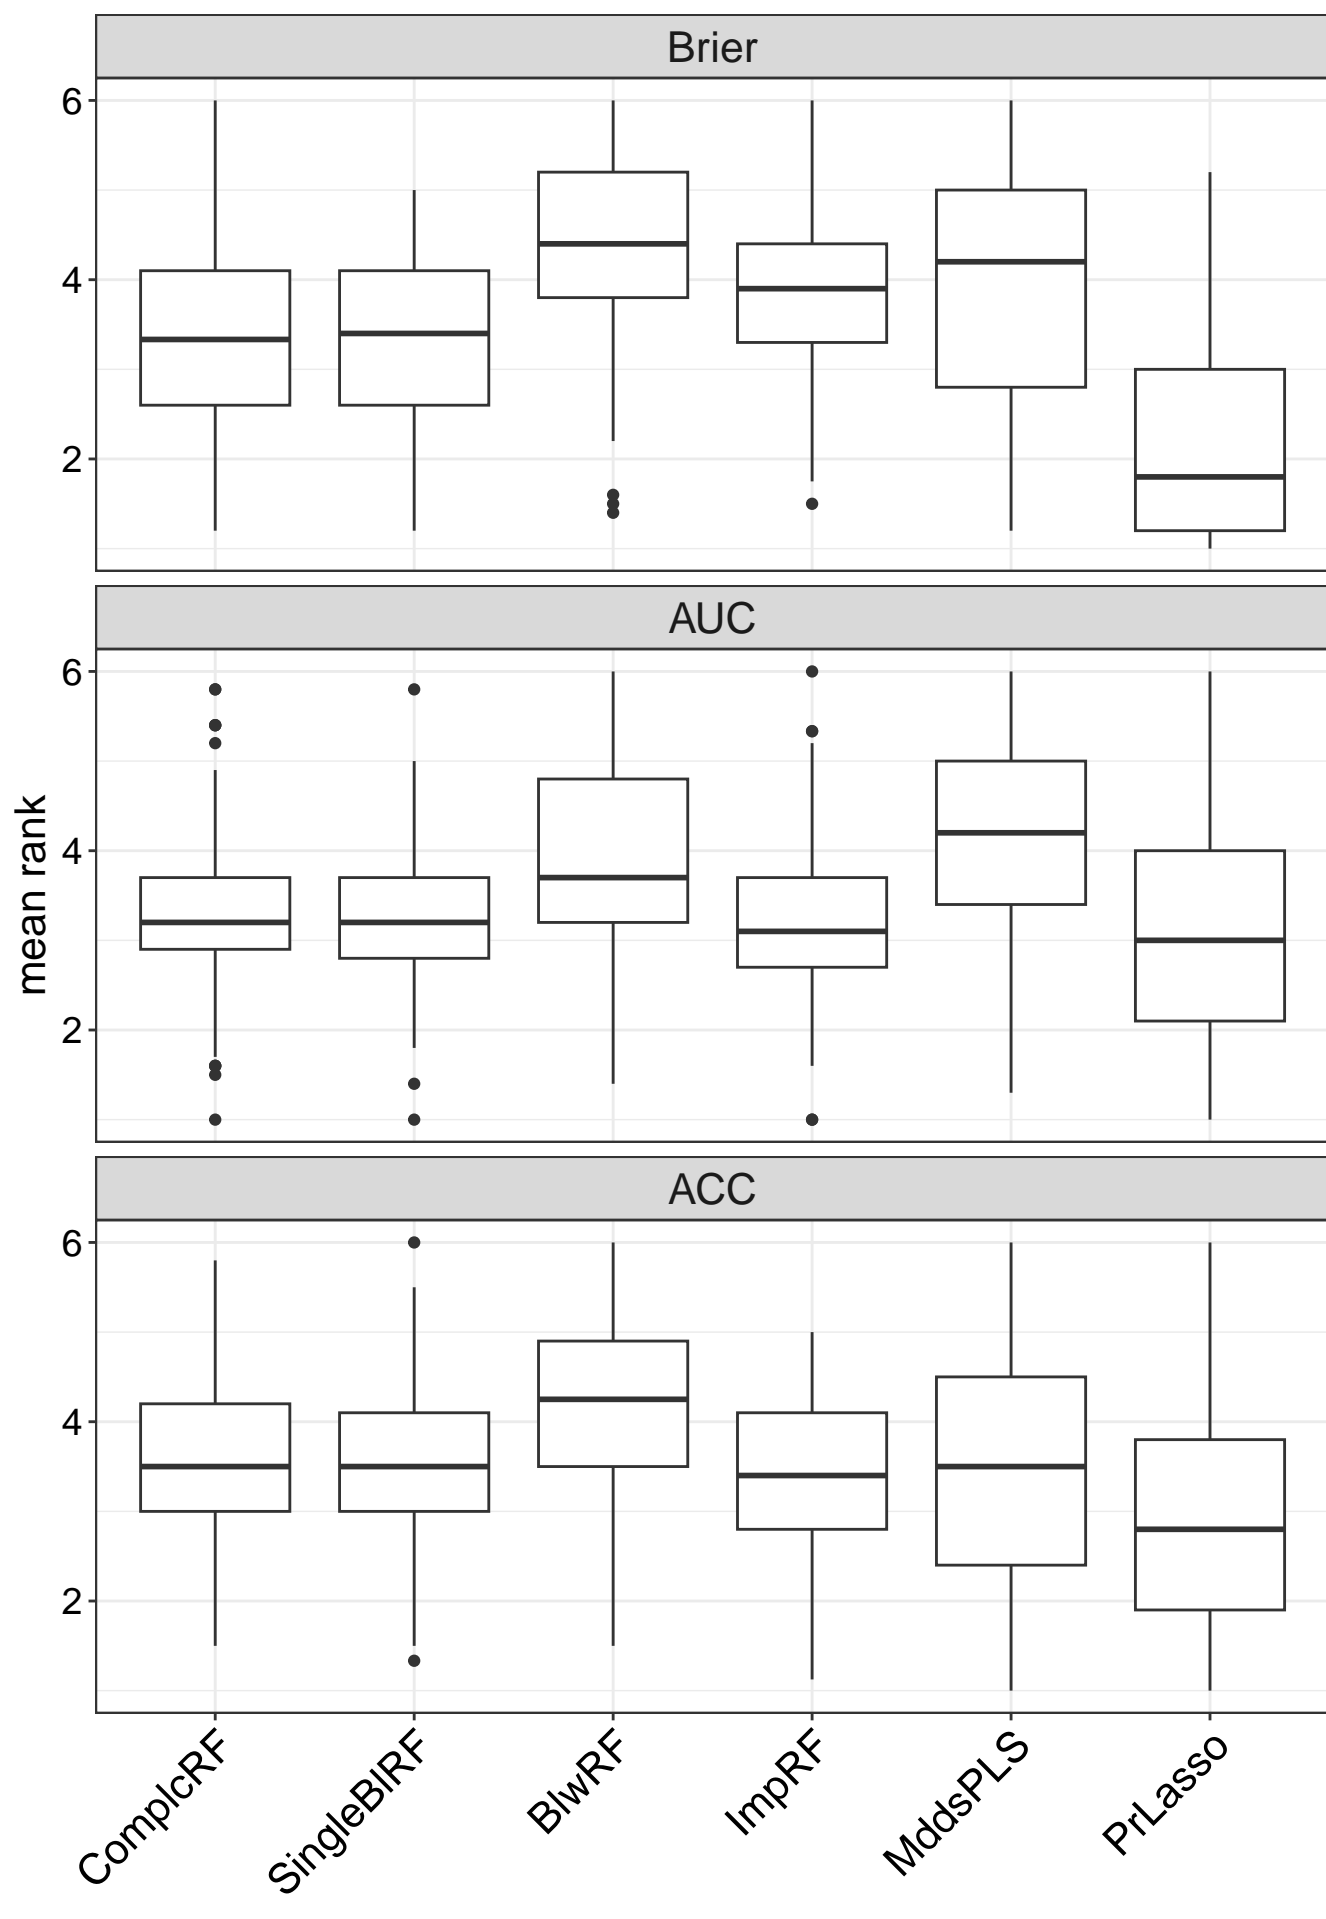 Brier
6
4
2
AUC
6
4
2
mean rank
ACC
6
4
2
ComplcRF
SingleBlRF
BlwRF
ImpRF
MddsPLS
PrLasso